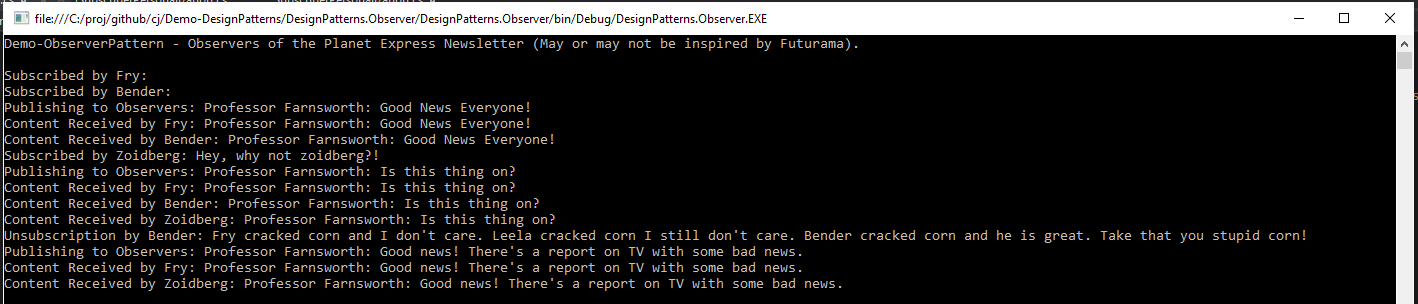 file:///C:/proj/github/cj/Demo-DesignPatterns/DesignPatterns.Observer/DesignPatterns.Observer/bin/Debug/DesignPatterns.Observer.EXE
Demo-ObserverPattern - Observers of the Planet Express Newsletter (May or may not be inspired by Futurama).
Subscribed by Fry:
Subscribed by Bender:
Publishing to Observers: Professor Farnsworth: Good News Everyone!
Content Received by Fry: Professor Farnsworth: Good News Everyone!
Content Received by Bender: Professor Farnsworth: Good News Everyone!
Subscribed by Zoidberg: Hey, why not zoidberg?!
Publishing to Observers: Professor Farnsworth: Is this thing on?
Content Received by Fry: Professor Farnsworth: Is this thing on?
Content Received by Bender: Professor Farnsworth: Is this thing on?
Content Received by Zoidberg: Professor Farnsworth: Is this thing on?
Unsubscription by Bender: Fry cracked corn and I don't care. Leela cracked corn I still don't care. Bender cracked corn and he is great. Take that you stupid corn!
Publishing to Observers: Professor Farnsworth: Good news! There's a report on TV with some bad news.
Content Received by Fry: Professor Farnsworth: Good news! There's a report on TV with some bad news.
Content Received by Zoidberg: Professor Farnsworth: Good news! There's a report on TV with some bad news.